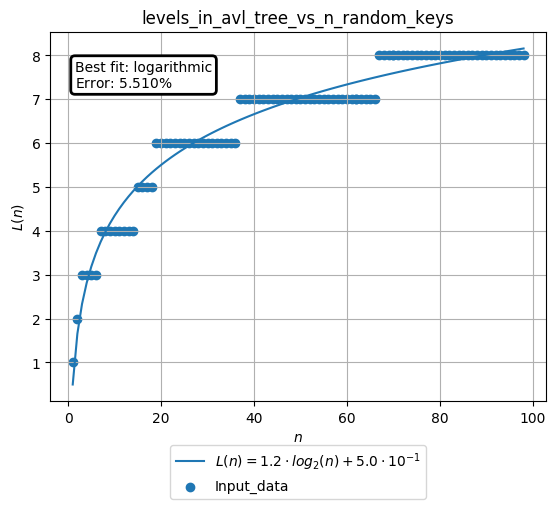 levels_in_avl_tree_vs_n_random_keys
Best fit: logarithmic
Error: 5.510%
8
7
6
5
4
3
2
1
L(n)
0 20 40 60 80 100
n
L(n) = 1.2 · log₂(n) + 5.0 · 10⁻¹
Input_data